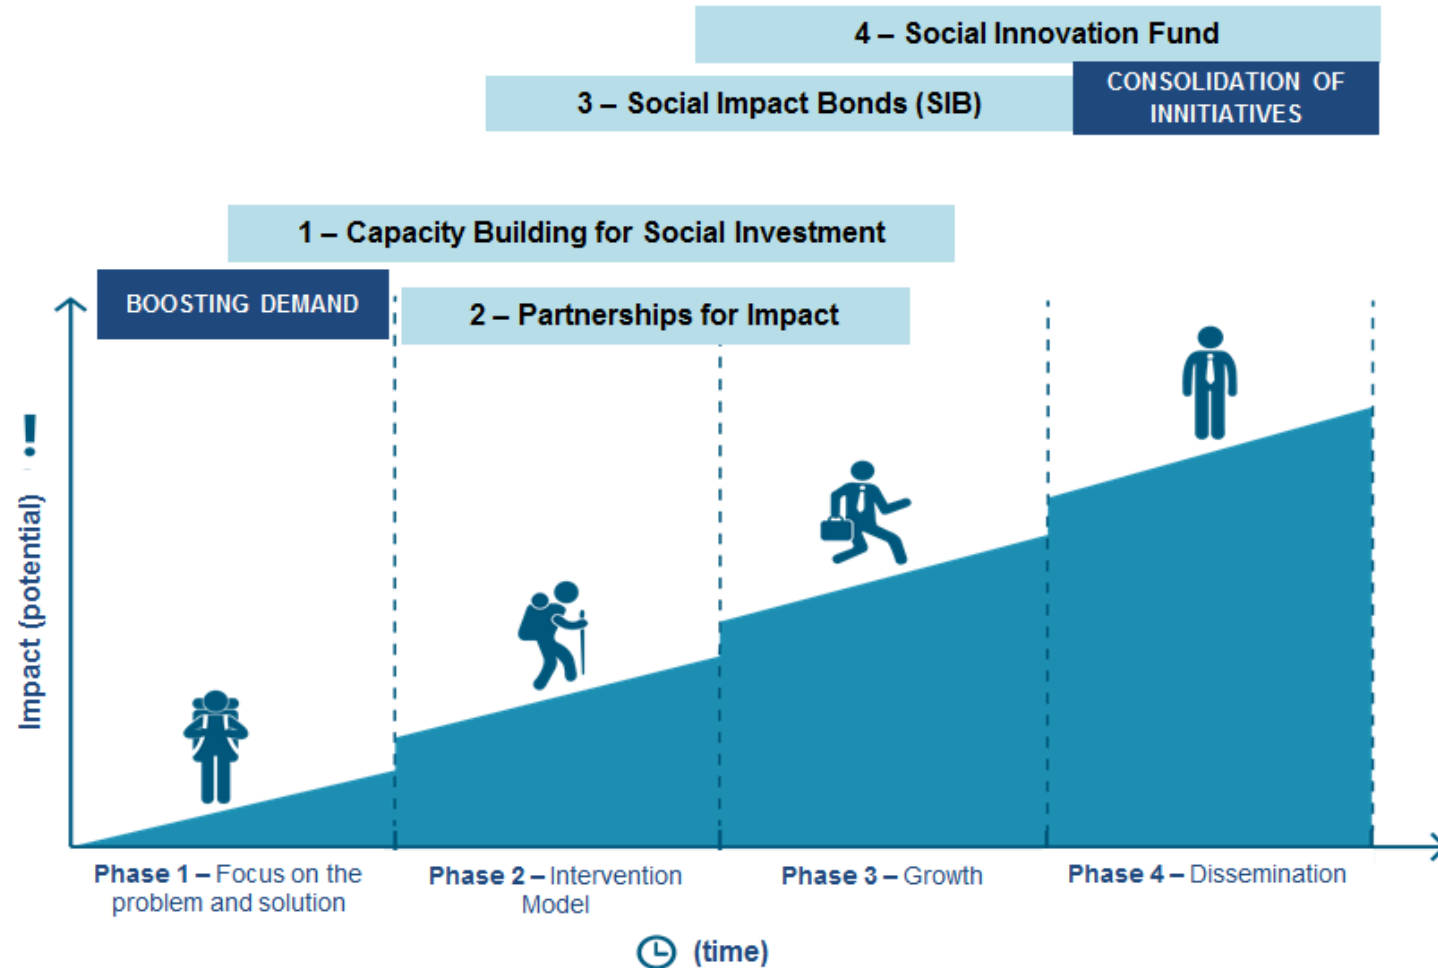 4 – Social Innovation Fund
3 – Social Impact Bonds (SIB)
CONSOLIDATION OF
INNITIATIVES
1 – Capacity Building for Social Investment
BOOSTING DEMAND
2 – Partnerships for Impact
!
Impact (potential)
Phase 1 – Focus on the
problem and solution
Phase 2 – Intervention
Model
Phase 3 – Growth
Phase 4 – Dissemination
(time)